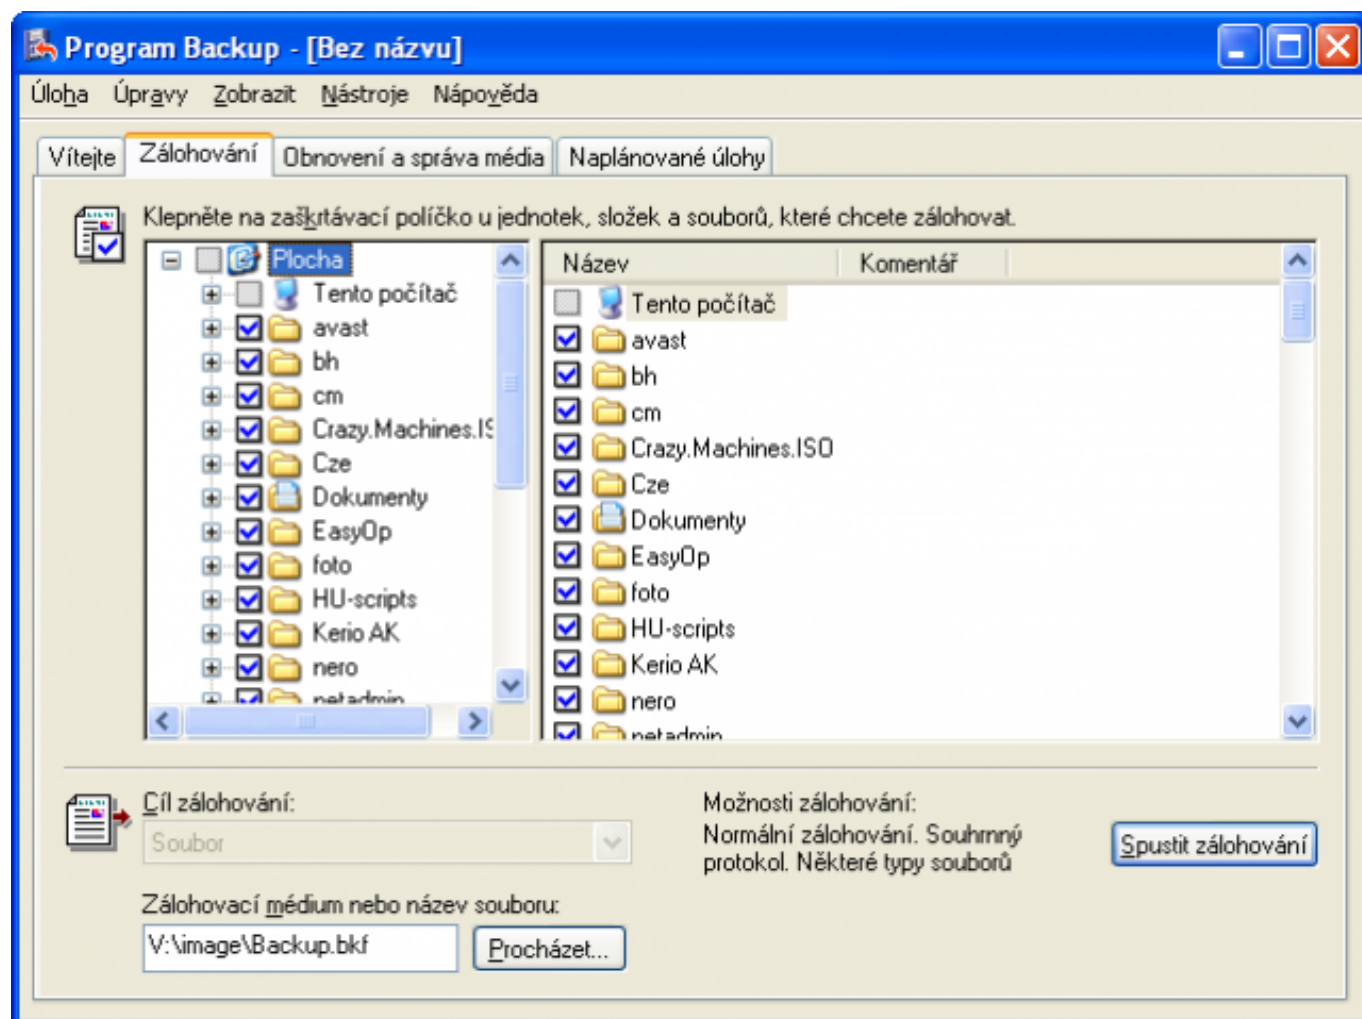 Program Backup - [Bez názvu]
Úloha Úpravy Zobrazit Nástroje Nápověda
Vítejte Zálohování Obnovení a správa média Naplánované úlohy
Klepněte na zaškrtávací políčko u jednotek, složek a souborů, které chcete zálohovat.
Plocha
Tento počítač
avast
bh
cm
Crazy.Machines.IS
Cze
Dokumenty
EasyOp
foto
HU-scripts
Kerio AK
nero
netadmin
Název Komentář
Tento počítač
avast
bh
cm
Crazy.Machines.ISO
Cze
Dokumenty
EasyOp
foto
HU-scripts
Kerio AK
nero
netadmin
Cíl zálohování:
Soubor
Zálohovací médium nebo název souboru:
V:\image\Backup.bkf
Procházet...
Možnosti zálohování:
Normální zálohování. Souhrnný
protokol. Některé typy souborů
Spustit zálohování